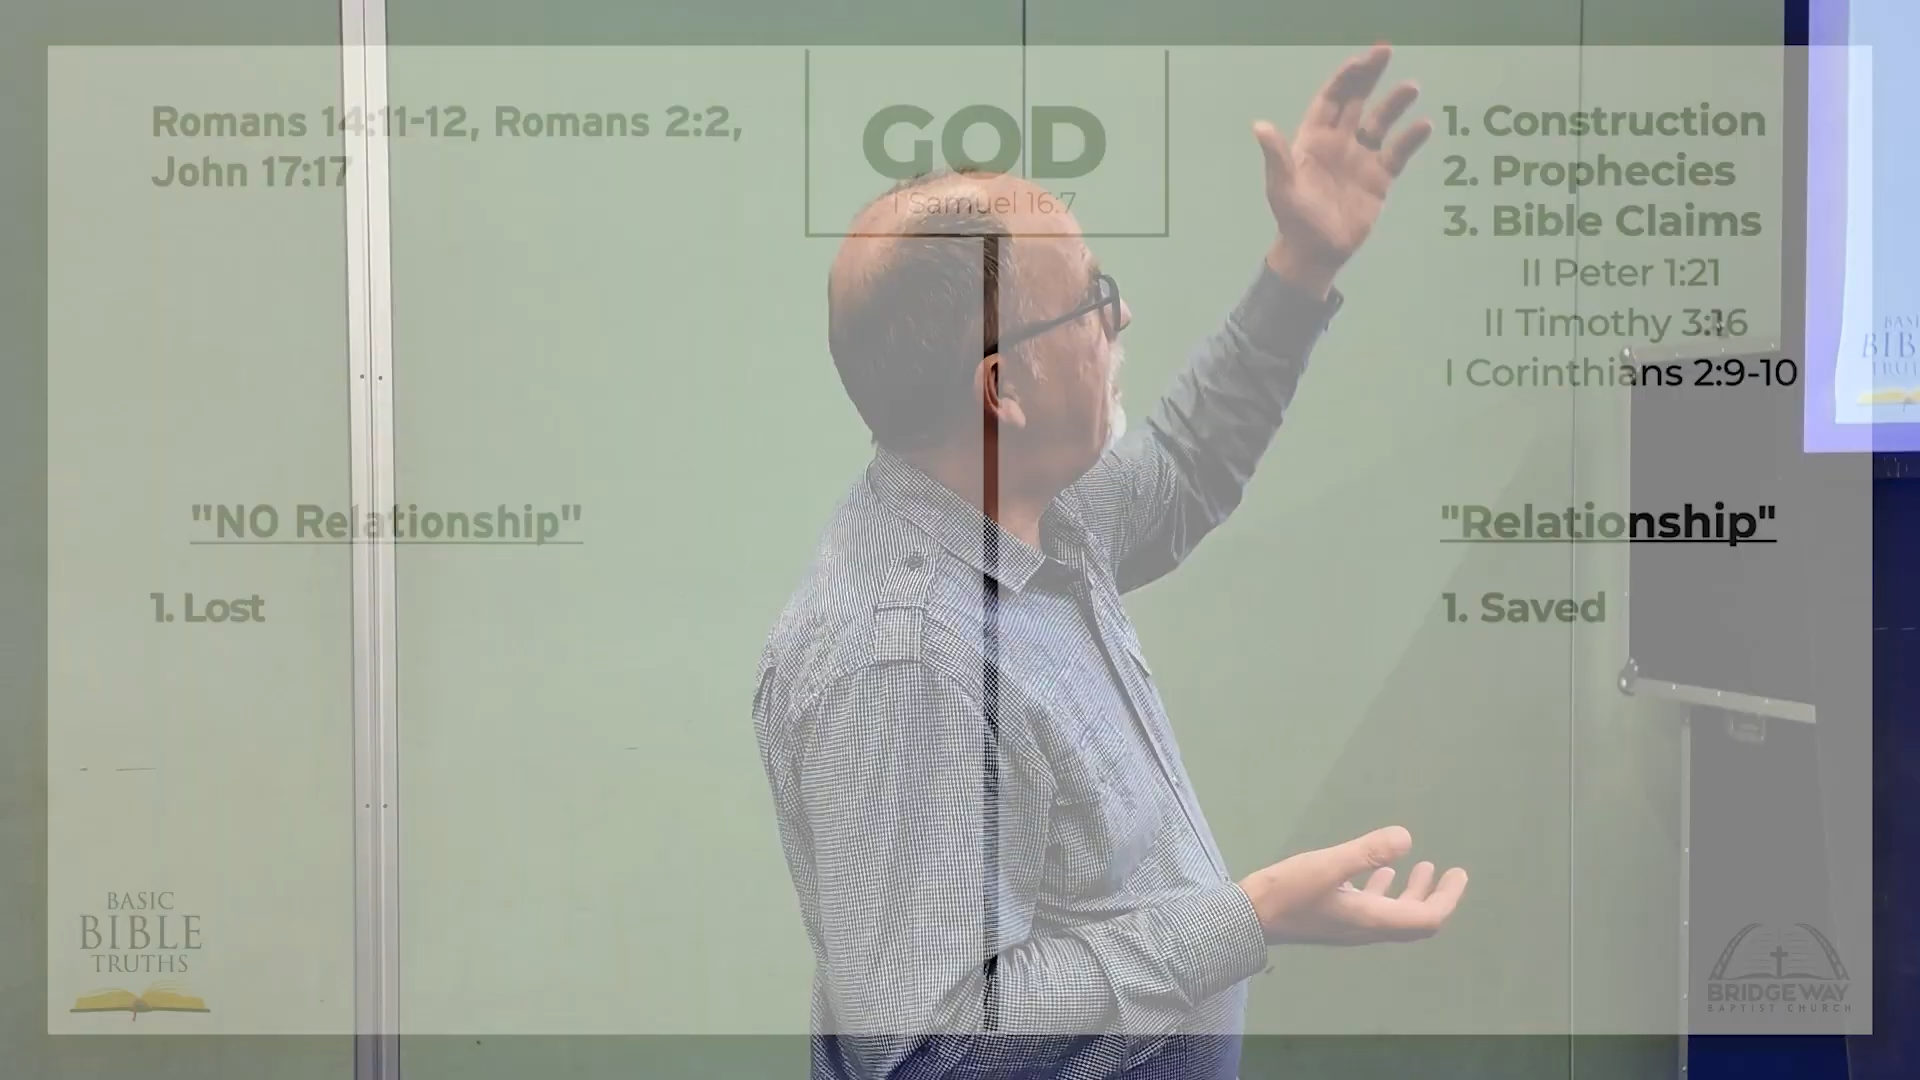 Romans 14:11-12, Romans 2:2,
John 17:17
GOD
I Samuel 16:7
1. Construction
2. Prophecies
3. Bible Claims
II Peter 1:21
II Timothy 3:16
I Corinthians 2:9-10
"NO Relationship"
1. Lost
"Relationship"
1. Saved
BASIC
BIBLE
TRUTHS
BRIDGEWAY
BAPTIST CHURCH